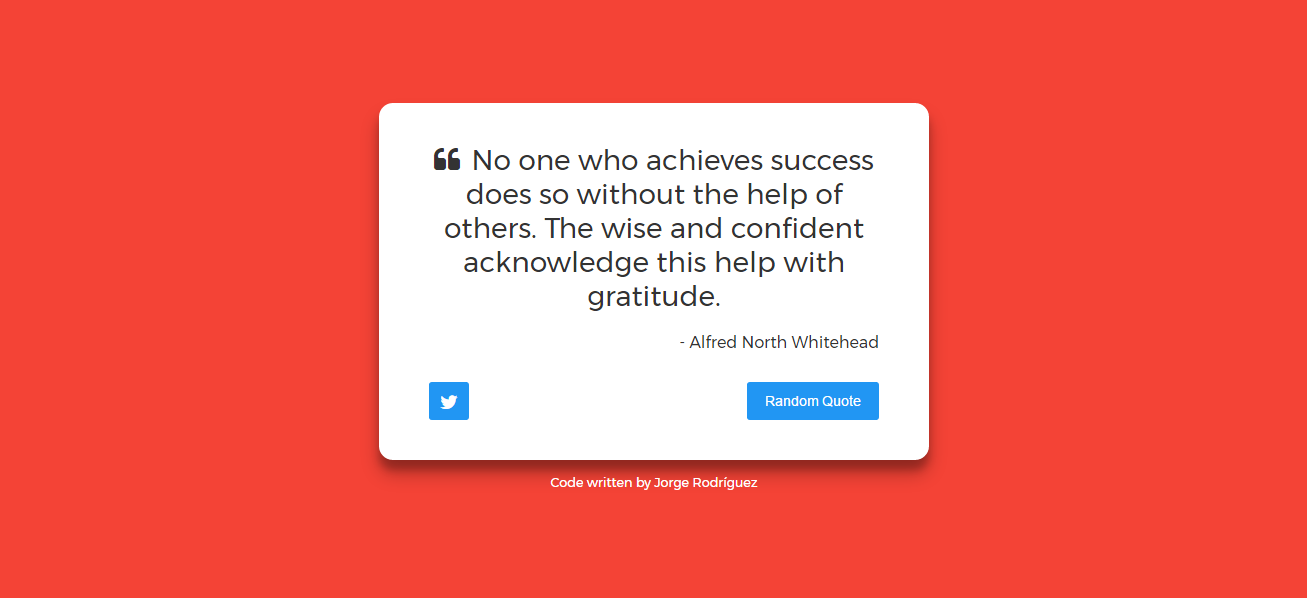 ❝ No one who achieves success
does so without the help of
others. The wise and confident
acknowledge this help with
gratitude.
- Alfred North Whitehead
Random Quote
Code written by Jorge Rodríguez